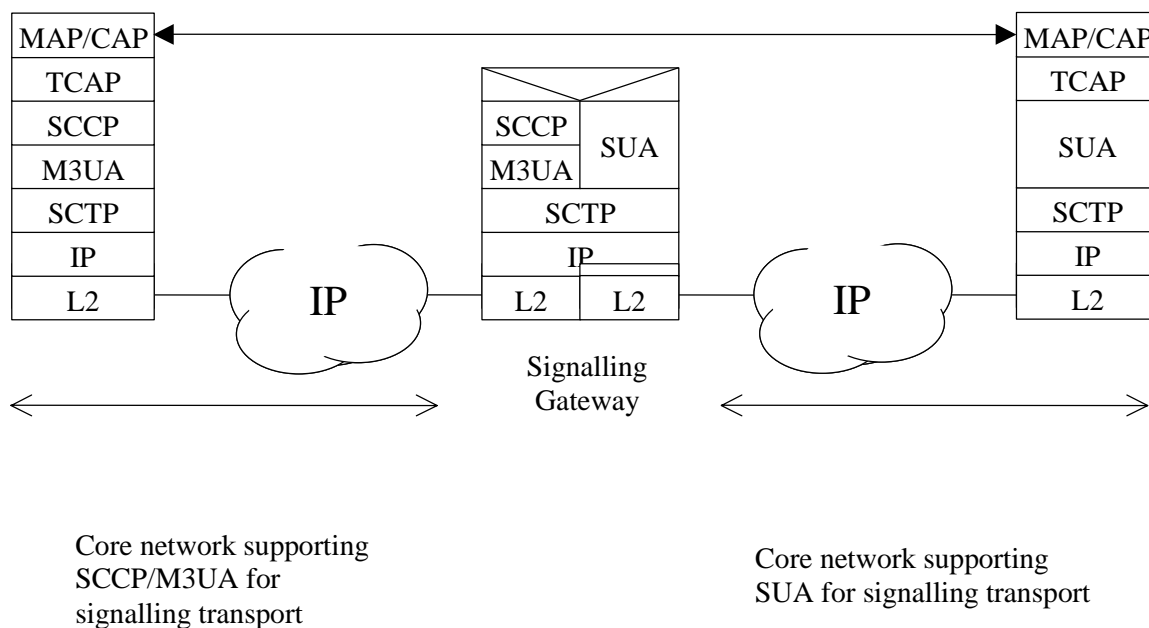 MAP/CAP
TCAP
SCCP
M3UA
SCTP
IP
L2
IP
SCCP
M3UA
SUA
SCTP
IP
L2
L2
Signalling
Gateway
IP
MAP/CAP
TCAP
SUA
SCTP
IP
L2
Core network supporting
SCCP/M3UA for
signalling transport
Core network supporting
SUA for signalling transport